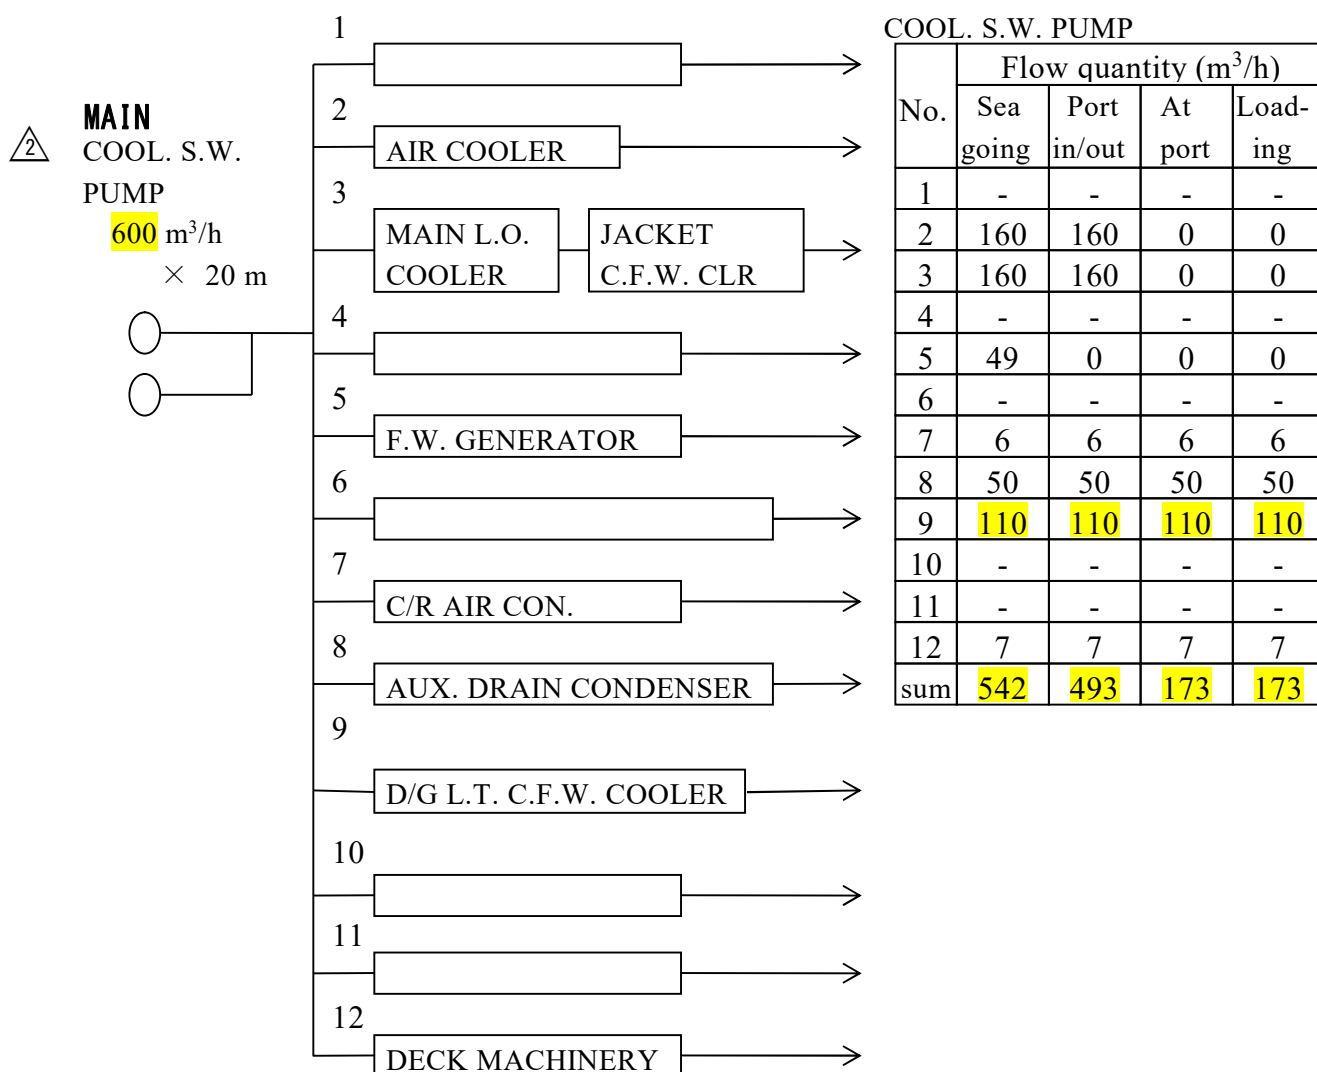 1
COOL. S.W. PUMP
MAIN
2
COOL. S.W.
PUMP
600 m³/h
× 20 m
2
AIR COOLER
3
MAIN L.O.
COOLER
JACKET
C.F.W. CLR
4
5
F.W. GENERATOR
6
7
C/R AIR CON.
8
AUX. DRAIN CONDENSER
9
D/G L.T. C.F.W. COOLER
10
11
12
DECK MACHINERY
No. Flow quantity (m³/h)
Sea going Port in/out At port Load-ing
1 - - - -
2 160 160 0 0
3 160 160 0 0
4 - - - -
5 49 0 0 0
6 - - - -
7 6 6 6 6
8 50 50 50 50
9 110 110 110 110
10 - - - -
11 - - - -
12 7 7 7 7
sum 542 493 173 173